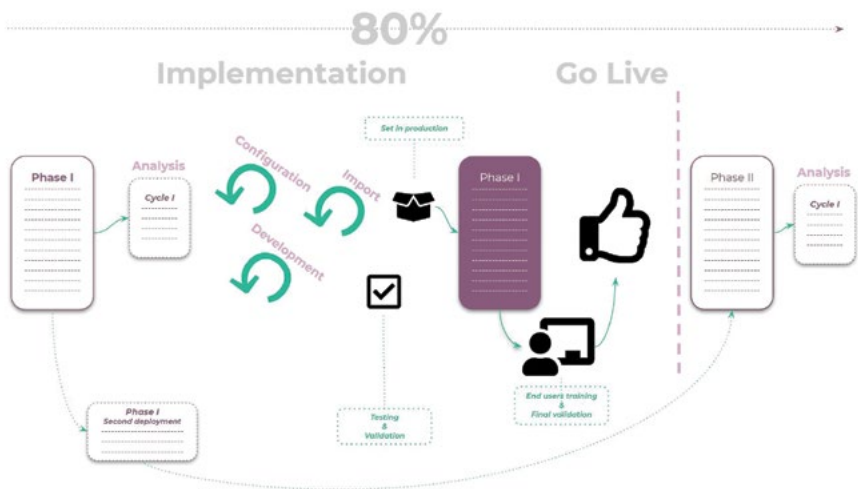 80%
Implementation
Go Live
Set in production
Phase I
Analysis
Cycle I
Configuration
Import
Development
Phase I
Phase II
Analysis
Cycle I
Phase I
Second deployment
Testing
&
Validation
End users training
&
Final validation